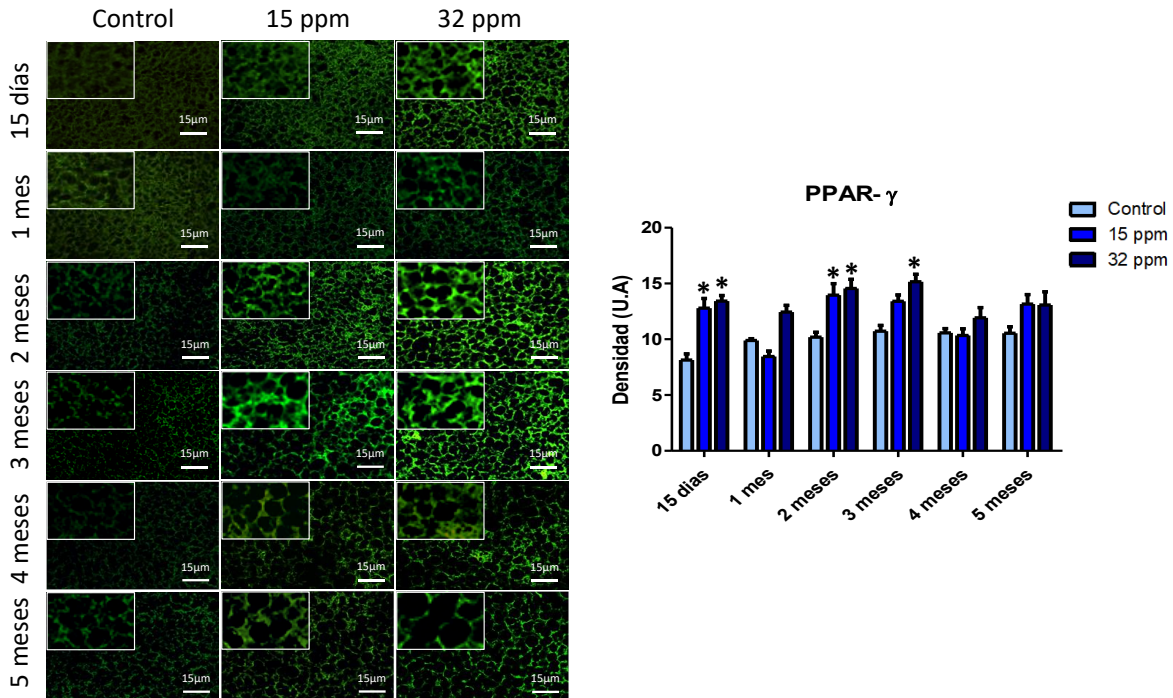 Control 15 ppm 32 ppm
15 días
15µm 15µm 15µm
1 mes
15µm 15µm 15µm
2 meses
15µm 15µm 15µm
3 meses
15µm 15µm 15µm
4 meses
15µm 15µm 15µm
5 meses
15µm 15µm 15µm
PPAR- γ
Control
15 ppm
32 ppm
Densidad (U.A)
20
15
10
5
0
* * * * *
15 dias 1 mes 2 meses 3 meses 4 meses 5 meses